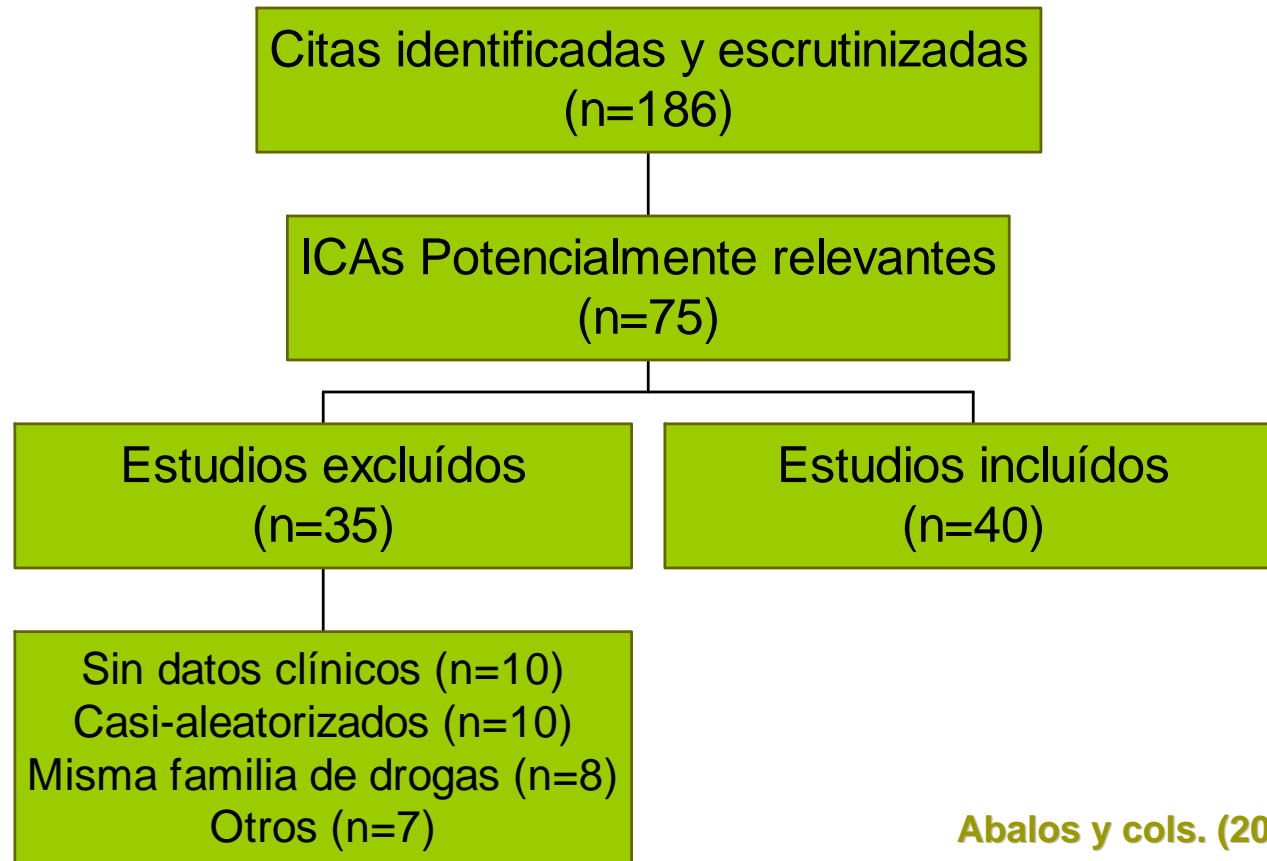 Citas identificadas y escrutinizadas
(n=186)
ICAs Potencialmente relevantes
(n=75)
Estudios excluídos
(n=35)
Estudios incluídos
(n=40)
Sin datos clínicos (n=10)
Casi-aleatorizados (n=10)
Misma familia de drogas (n=8)
Otros (n=7)
Abalos y cols. (20